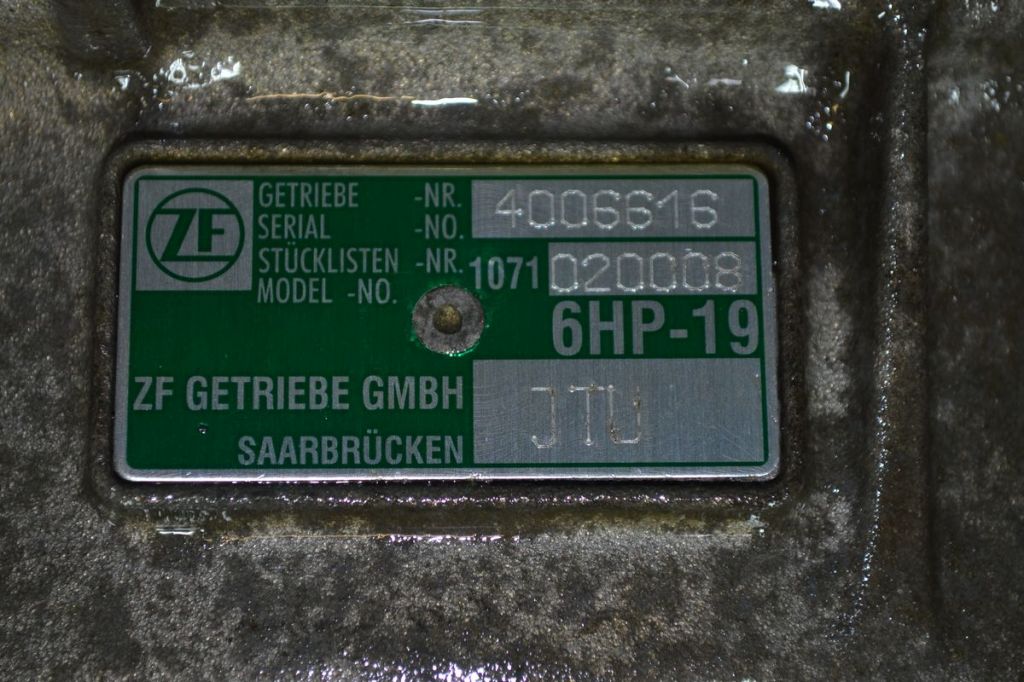 ZF
GETRIEBE -NR. 4006616
SERIAL -NO.
STÜCKLISTEN -NR. 1071 020008
MODEL -NO.
6HP-19
ZF GETRIEBE GMBH
SAARBRÜCKEN
JTU